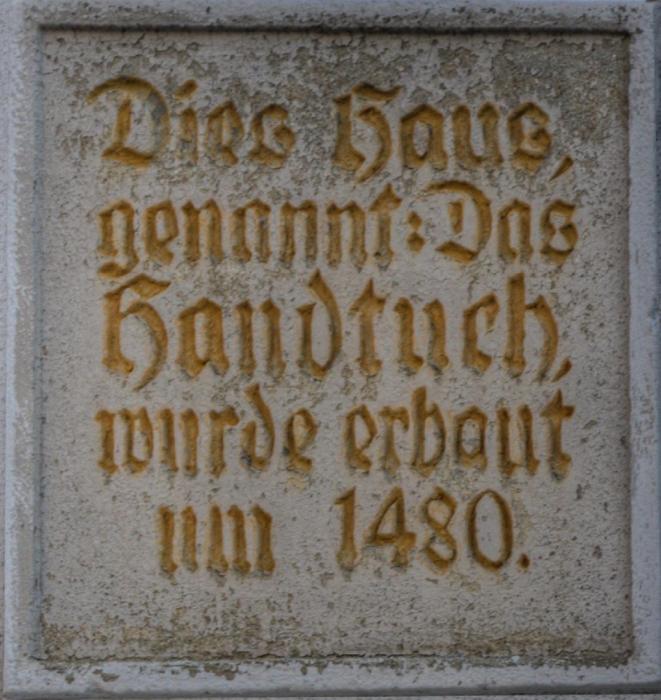 Dies Haus,
genannt: Das
Handtuch,
wurde erbaut
um 1480.